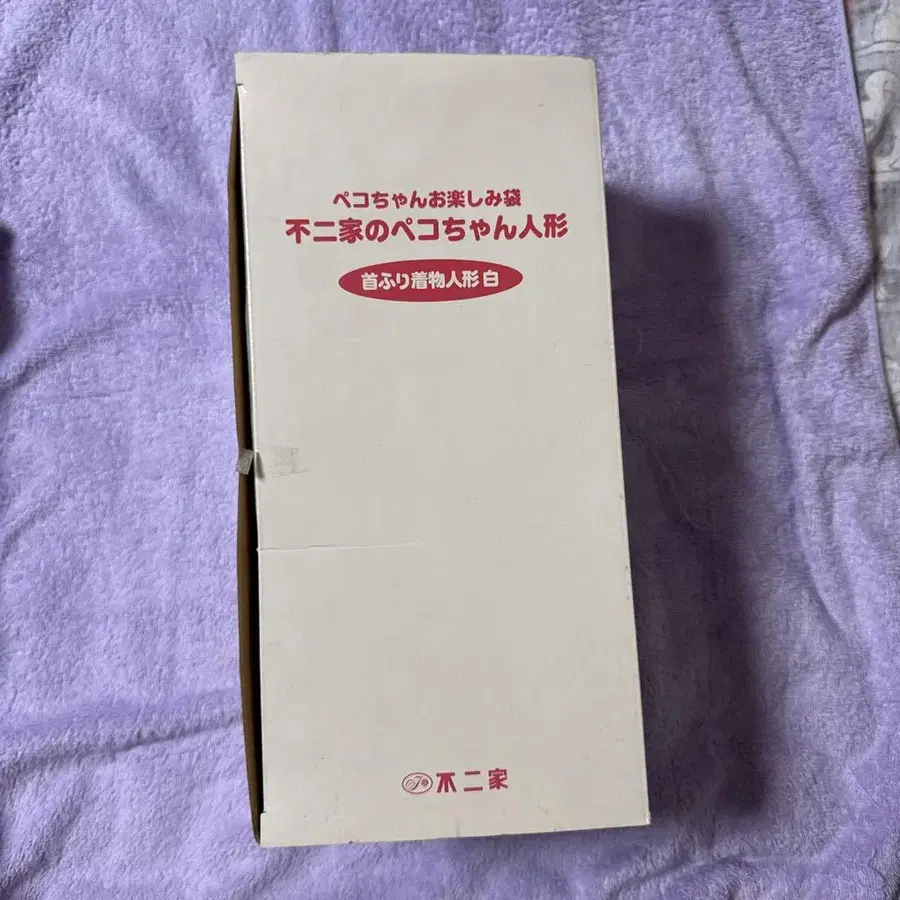 ペコちゃんお楽しみ袋
不二家のペコちゃん人形
首ふり着物人形 白
不二家